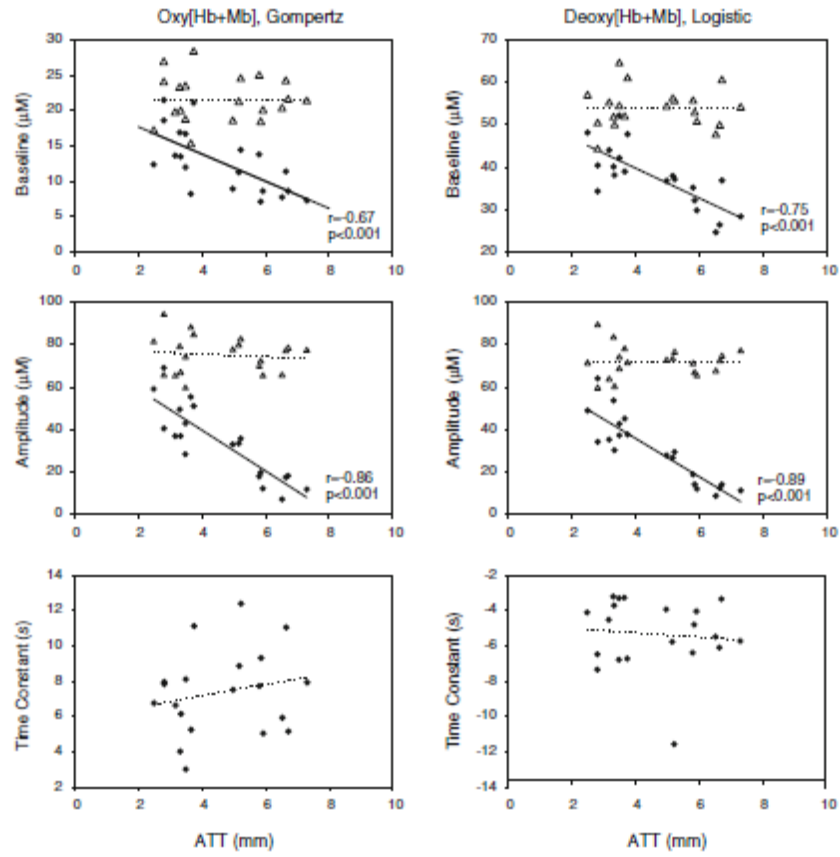 Oxy[Hb+Mb], Gompertz
Deoxy[Hb+Mb], Logistic
Baseline (μM)
30
25
20
15
10
5
0
0 2 4 6 8 10
r=-0.67
p<0.001
Baseline (μM)
70
60
50
40
30
20
0 2 4 6 8 10
r=-0.75
p<0.001
Amplitude (μM)
100
80
60
40
20
0
0 2 4 6 8 10
r=-0.86
p<0.001
Amplitude (μM)
100
80
60
40
20
0
0 2 4 6 8 10
r=-0.89
p<0.001
Time Constant (s)
14
12
10
8
6
4
2
0 2 4 6 8 10
ATT (mm)
Time Constant (s)
-2
-4
-6
-8
-10
-12
-14
0 2 4 6 8 10
ATT (mm)